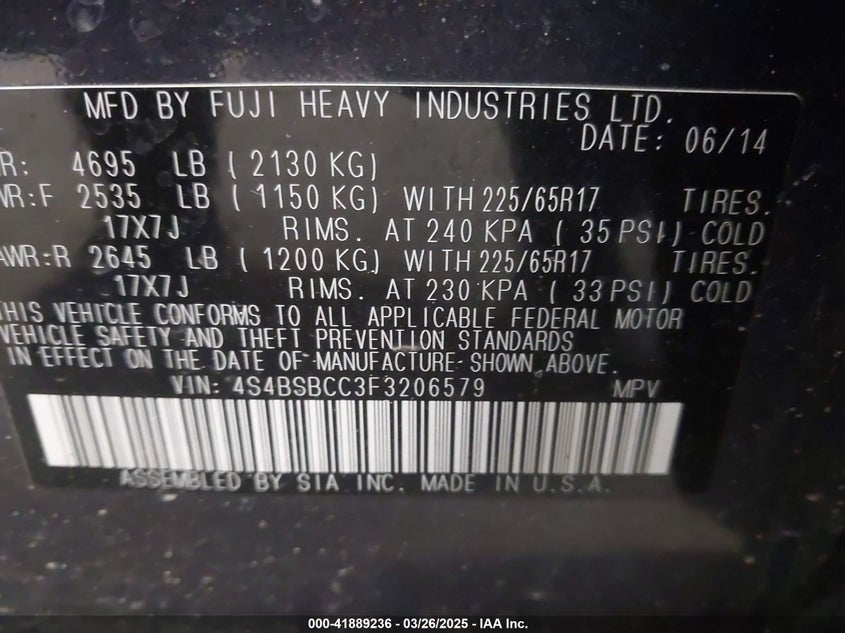 MFD BY FUJI HEAVY INDUSTRIES LTD.
DATE: 06/14
R: 4695 LB ( 2130 KG)
WR:F 2535 LB ( 1150 KG) WITH 225/65R17 TIRES.
17X7J RIMS. AT 240 KPA ( 35 PSI) COLD
AWR:R 2645 LB ( 1200 KG) WITH 225/65R17 TIRES.
17X7J RIMS. AT 230 KPA ( 33 PSI) COLD
THIS VEHICLE CONFORMS TO ALL APPLICABLE FEDERAL MOTOR
VEHICLE SAFETY AND THEFT PREVENTION STANDARDS
IN EFFECT ON THE DATE OF MANUFACTURE SHOWN ABOVE.
VIN: 4S4BSBCC3F3206579 MPV
ASSEMBLED BY SIA INC. MADE IN U.S.A.
000-41889236 - 03/26/2025 - IAA Inc.